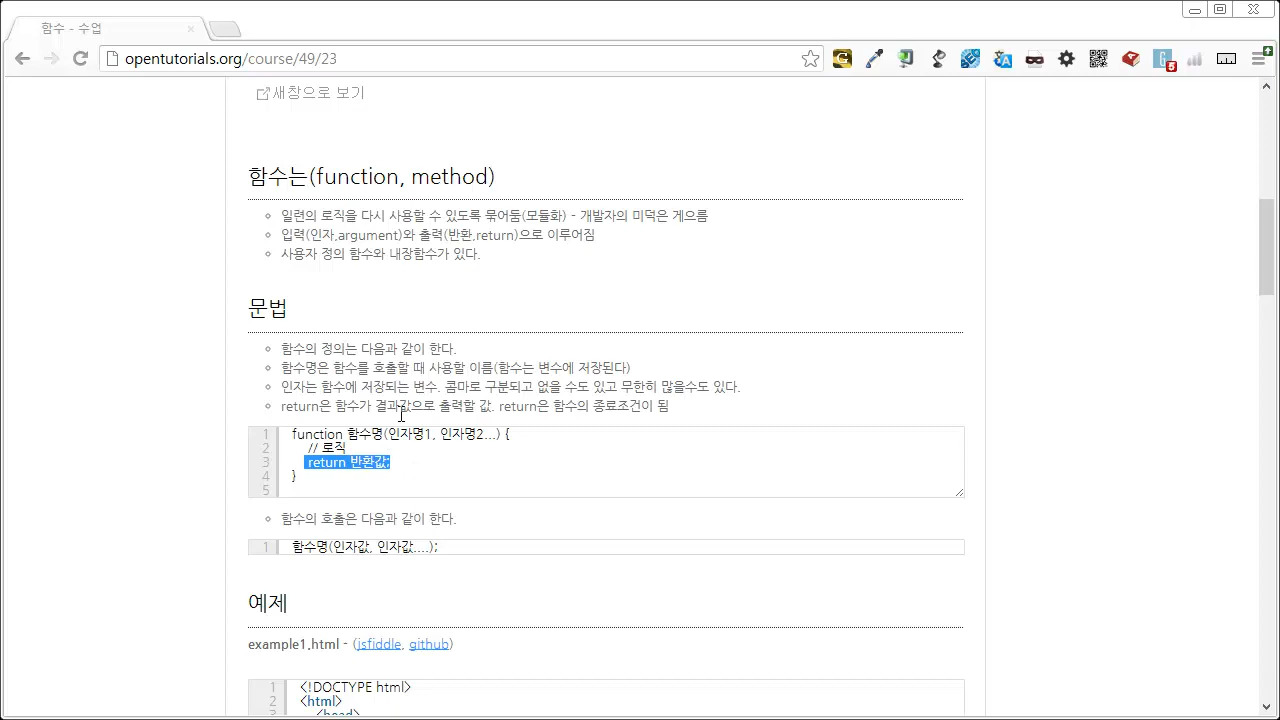 함수 - 수업
opentutorials.org/course/49/23
5
새창으로 보기
함수는(function, method)
일련의 로직을 다시 사용할 수 있도록 묶어둠(모듈화) - 개발자의 미덕은 게으름
입력(인자,argument)와 출력(반환,return)으로 이루어짐
사용자 정의 함수와 내장함수가 있다.
문법
함수의 정의는 다음과 같이 한다.
함수명은 함수를 호출할 때 사용할 이름(함수는 변수에 저장된다)
인자는 함수에 저장되는 변수. 콤마로 구분되고 없을 수도 있고 무한히 많을수도 있다.
return은 함수가 결과값으로 출력할 값. return은 함수의 종료조건이 됨
1 function 함수명(인자명1, 인자명2...) {
2 // 로직
3 return 반환값;
4 }
5
함수의 호출은 다음과 같이 한다.
1 함수명(인자값, 인자값....);
예제
example1.html - (jsfiddle, github)
1 <!DOCTYPE html>
2 <html>
3 <head>